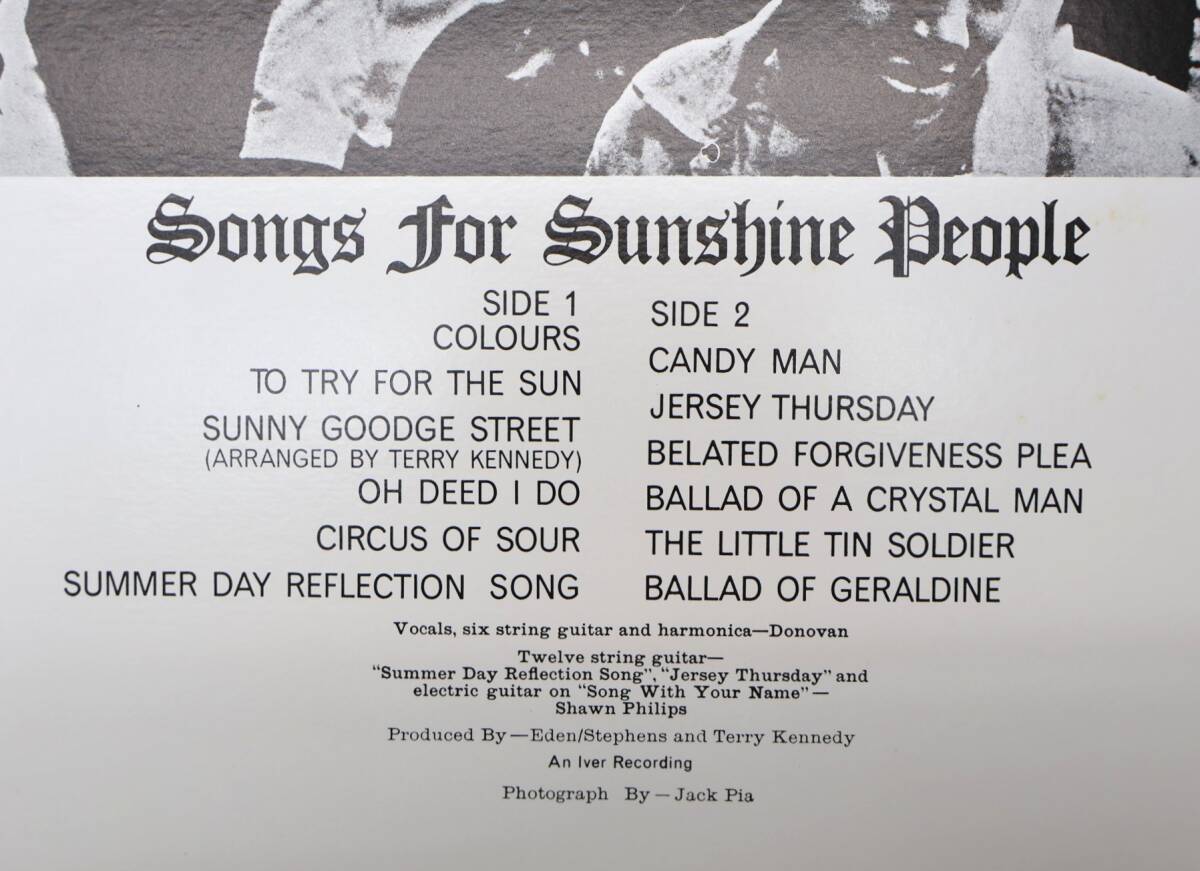 Songs For Sunshine People
SIDE 1
COLOURS
TO TRY FOR THE SUN
SUNNY GOODGE STREET
(ARRANGED BY TERRY KENNEDY)
OH DEED I DO
CIRCUS OF SOUR
SUMMER DAY REFLECTION SONG
SIDE 2
CANDY MAN
JERSEY THURSDAY
BELATED FORGIVENESS PLEA
BALLAD OF A CRYSTAL MAN
THE LITTLE TIN SOLDIER
BALLAD OF GERALDINE
Vocals, six string guitar and harmonica—Donovan
Twelve string guitar—
"Summer Day Reflection Song", "Jersey Thursday" and
electric guitar on "Song With Your Name"—
Shawn Philips
Produced By—Eden/Stephens and Terry Kennedy
An Iver Recording
Photograph By—Jack Pia